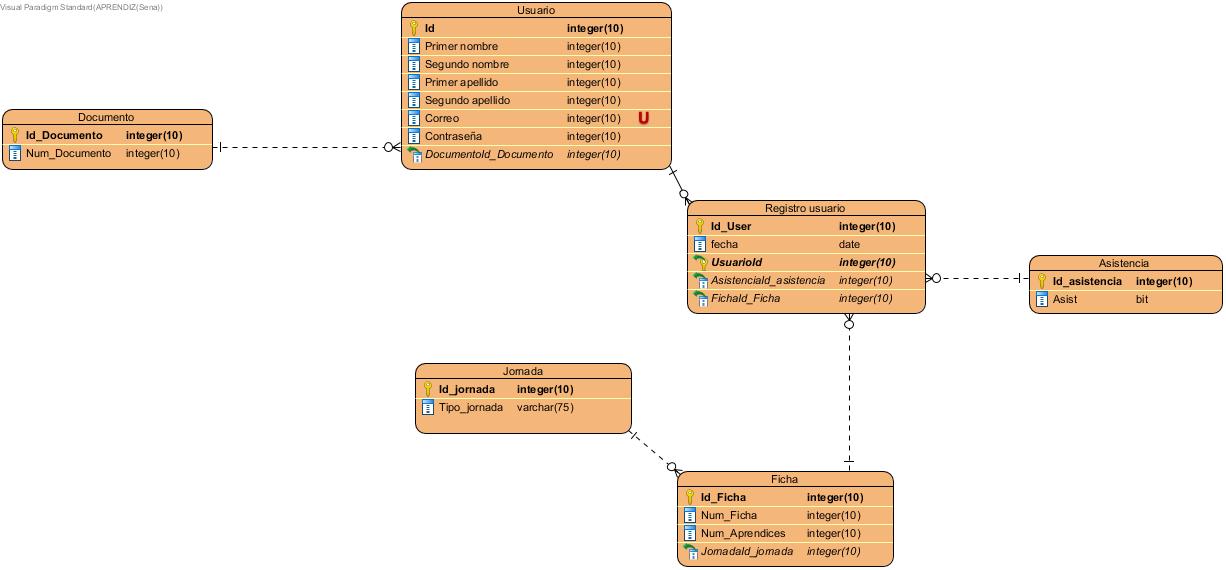 Visual Paradigm Standard(APRENDIZ(Sena))
Usuario
Id integer(10)
Primer nombre integer(10)
Segundo nombre integer(10)
Primer apellido integer(10)
Segundo apellido integer(10)
Correo integer(10) U
Contraseña integer(10)
DocumentoId_Documento integer(10)
Documento
Id_Documento integer(10)
Num_Documento integer(10)
Registro usuario
Id_User integer(10)
fecha date
UsuarioId integer(10)
AsistenciaId_asistencia integer(10)
FichaId_Ficha integer(10)
Asistencia
Id_asistencia integer(10)
Asist bit
Jornada
Id_jornada integer(10)
Tipo_jornada varchar(75)
Ficha
Id_Ficha integer(10)
Num_Ficha integer(10)
Num_Aprendices integer(10)
JornadaId_jornada integer(10)